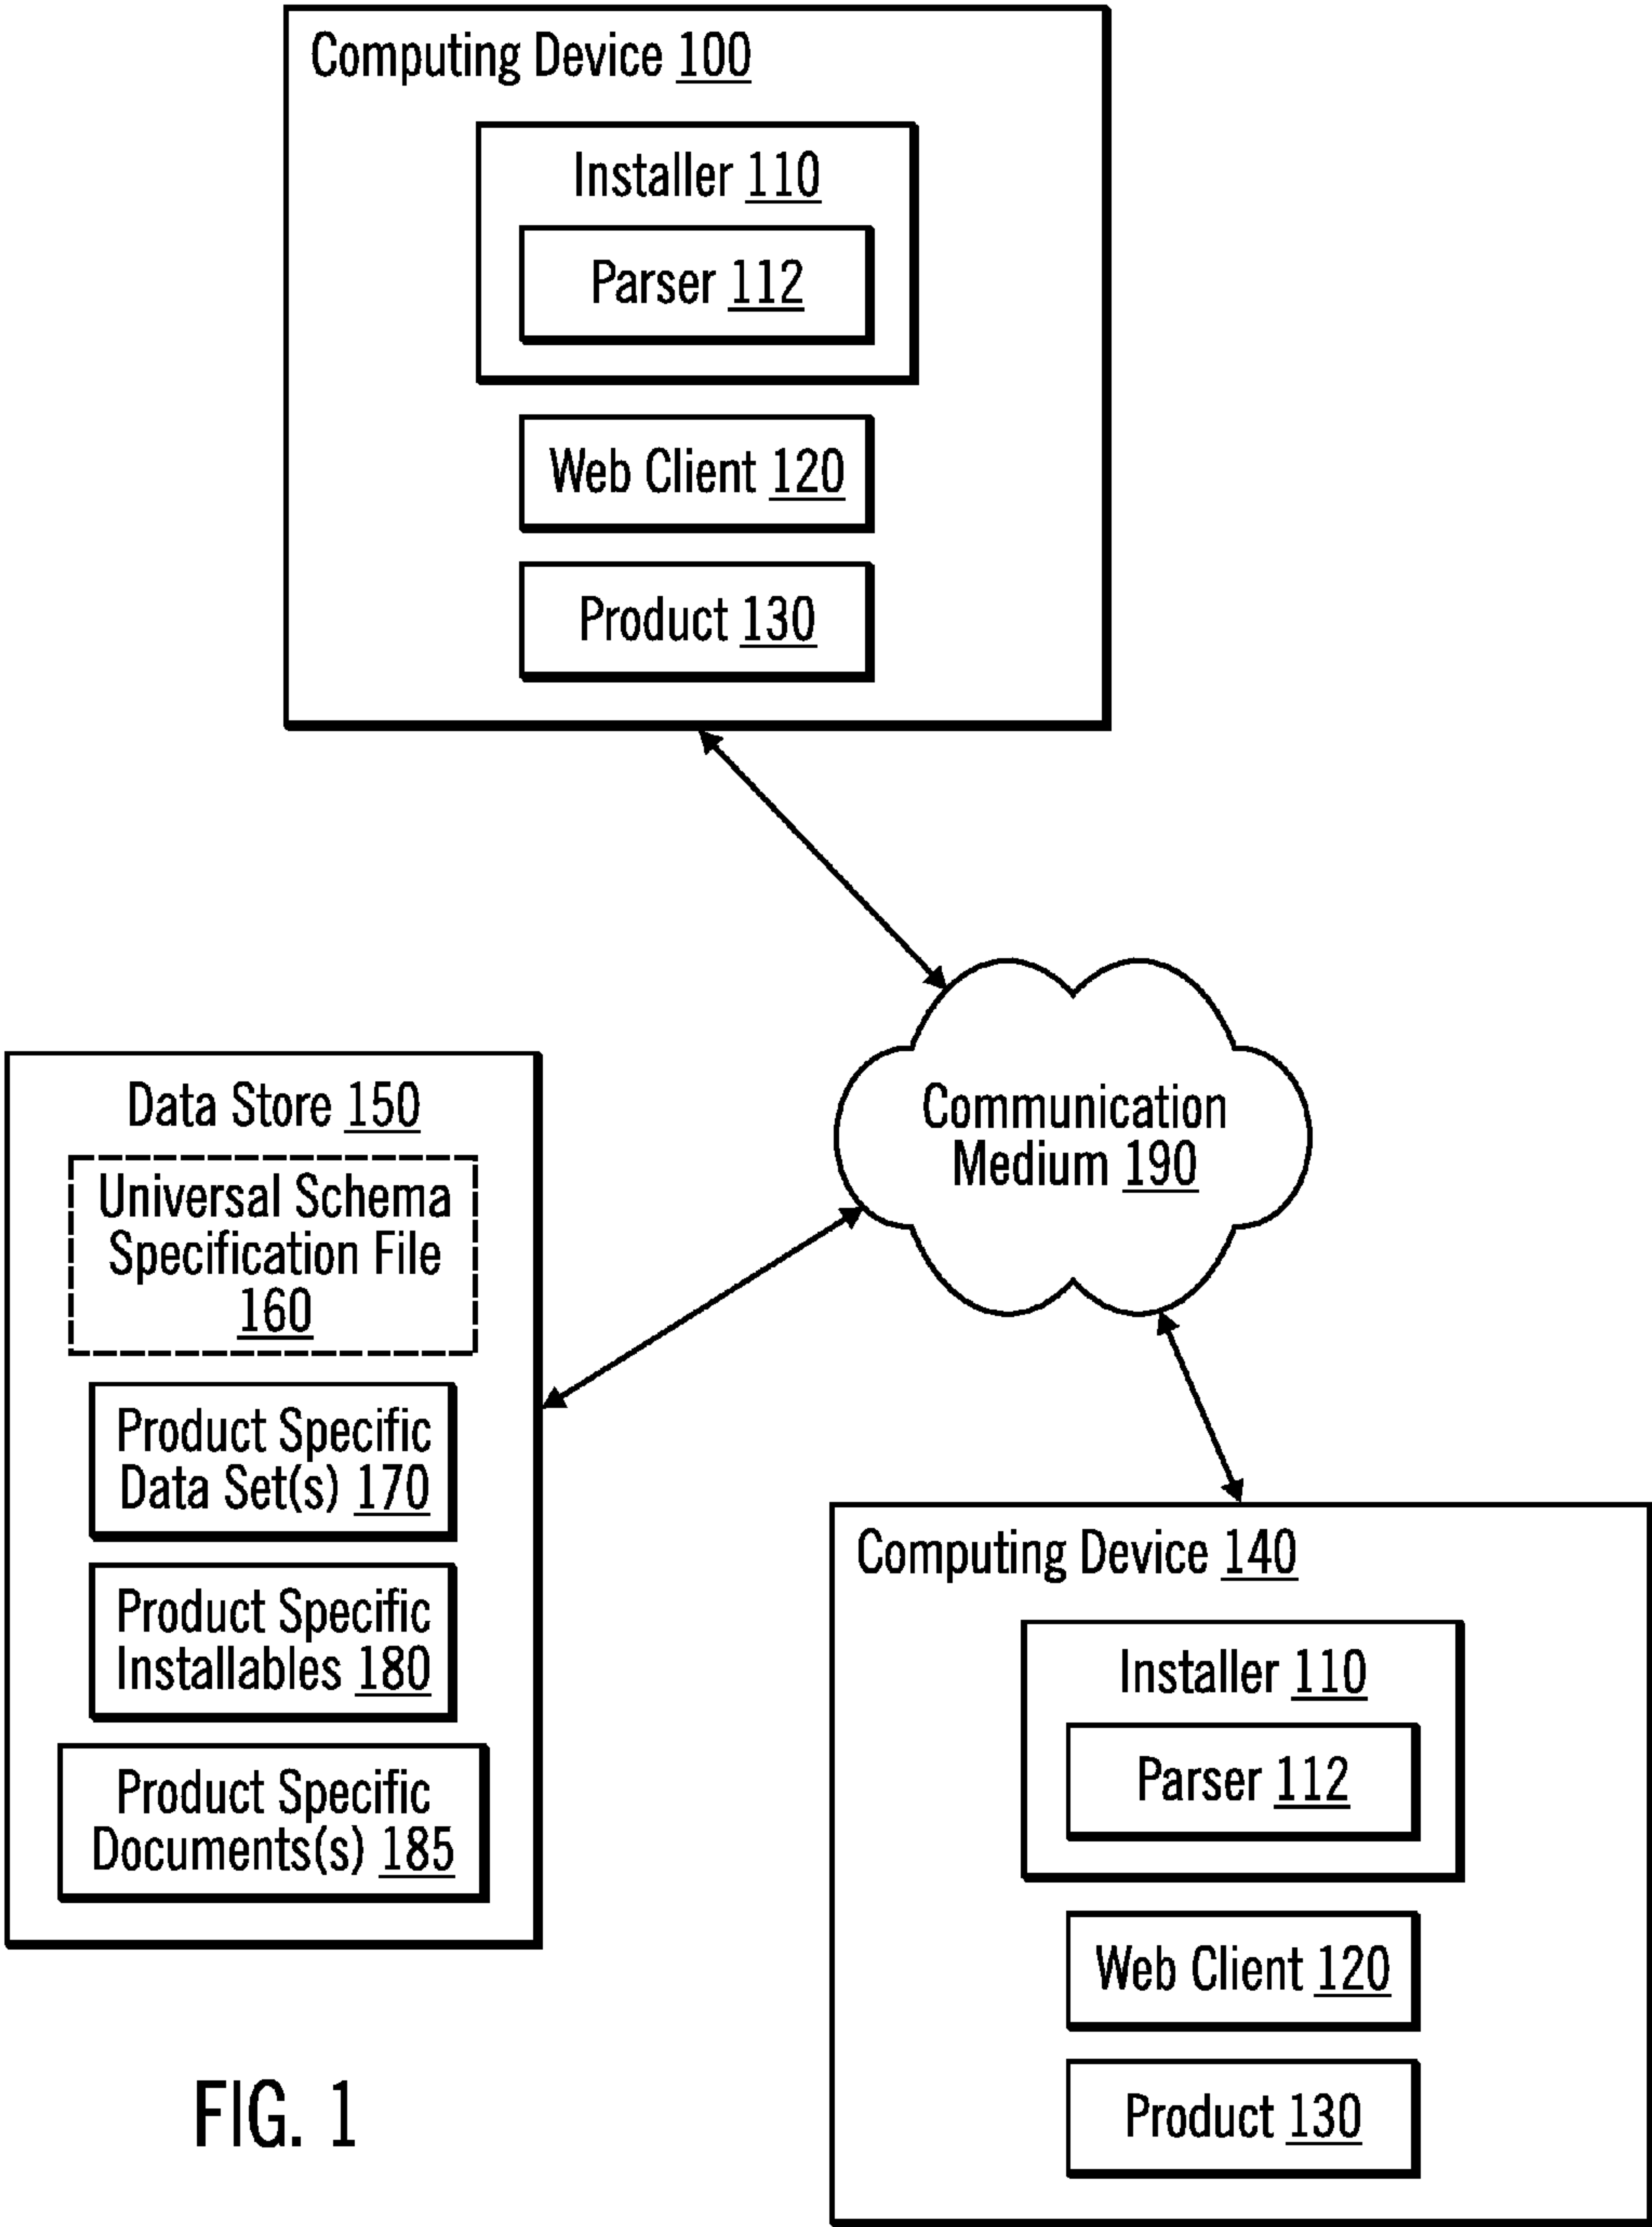 Computing Device 100
Installer 110
Parser 112
Web Client 120
Product 130
Communication
Medium 190
Data Store 150
Universal Schema
Specification File
160
Product Specific
Data Set(s) 170
Product Specific
Installables 180
Product Specific
Documents(s) 185
Computing Device 140
Installer 110
Parser 112
Web Client 120
Product 130
FIG. 1